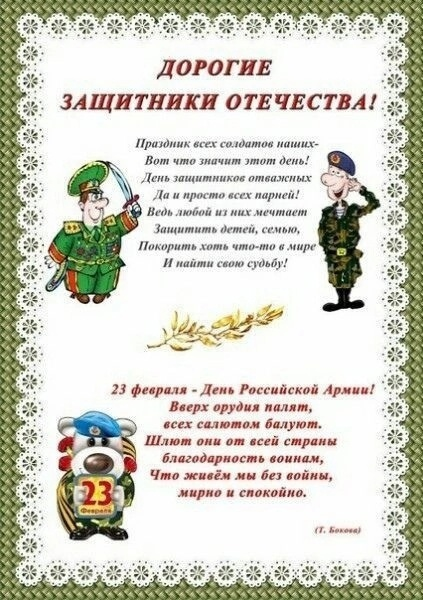 ДОРОГИЕ
ЗАЩИТНИКИ ОТЕЧЕСТВА!
Праздник всех солдатов наших-
Вот что значит этот день!
День защитников отважных
Да и просто всех парней!
Ведь любой из них мечтает
Защитить детей, семью,
Покорить хоть что-то в мире
И найти свою судьбу!
23 февраля - День Российской Армии!
Вверх орудия палят,
всех салютом балуют.
Шлют они от всей страны
благодарность воинам,
Что живём мы без войны,
мирно и спокойно.
23
Февраля
(Т. Бокова)